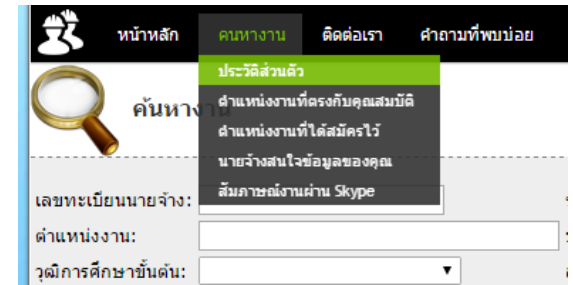 หน้าหลัก คนหางาน ติดต่อเรา คำถามที่พบบ่อย
ประวัติส่วนตัว
ค้นหางาน
ตำแหน่งงานที่ตรงกับคุณสมบัติ
ตำแหน่งงานที่ได้สมัครไว้
นายจ้างสนใจข้อมูลของคุณ
สัมภาษณ์งานผ่าน Skype
เลขทะเบียนนายจ้าง:
ตำแหน่งงาน:
วุฒิการศึกษาขั้นต้น: